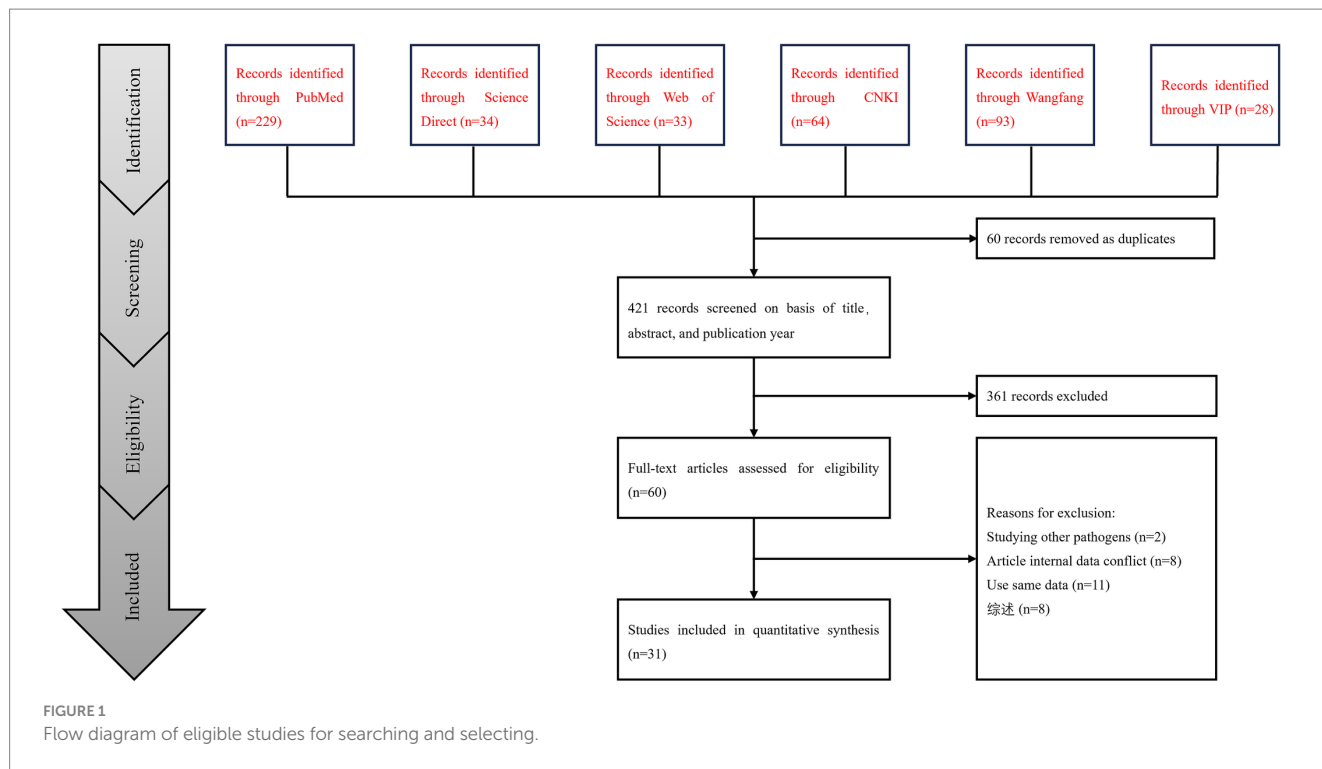 Identification
Screening
Eligibility
Included
Records identified
through PubMed
(n=229)
Records identified
through Science
Direct (n=34)
Records identified
through Web of
Science (n=33)
Records identified
through CNKI
(n=64)
Records identified
through Wangfang
(n=93)
Records identified
through VIP (n=28)
60 records removed as duplicates
421 records screened on basis of title，
abstract, and publication year
361 records excluded
Full-text articles assessed for eligibility
(n=60)
Reasons for exclusion:
Studying other pathogens (n=2)
Article internal data conflict (n=8)
Use same data (n=11)
综述 (n=8)
Studies included in quantitative synthesis
(n=31)
FIGURE 1
Flow diagram of eligible studies for searching and selecting.